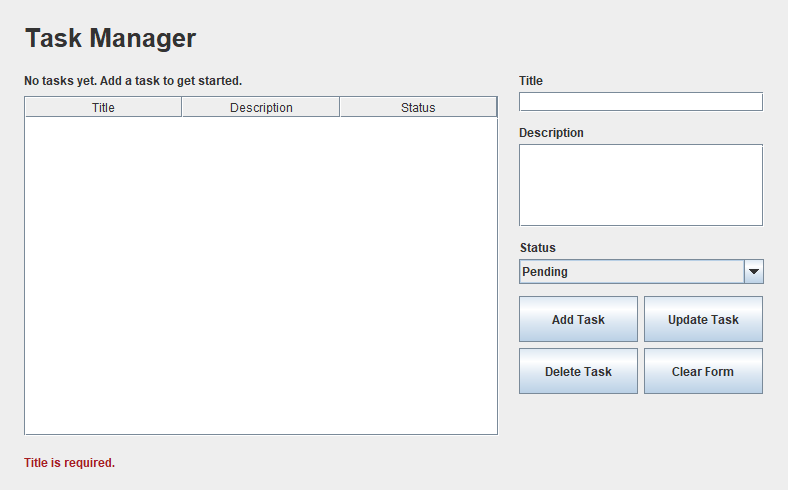 Task Manager
No tasks yet. Add a task to get started.
Title Description Status
Title
Description
Status
Pending
Add Task Update Task
Delete Task Clear Form
Title is required.